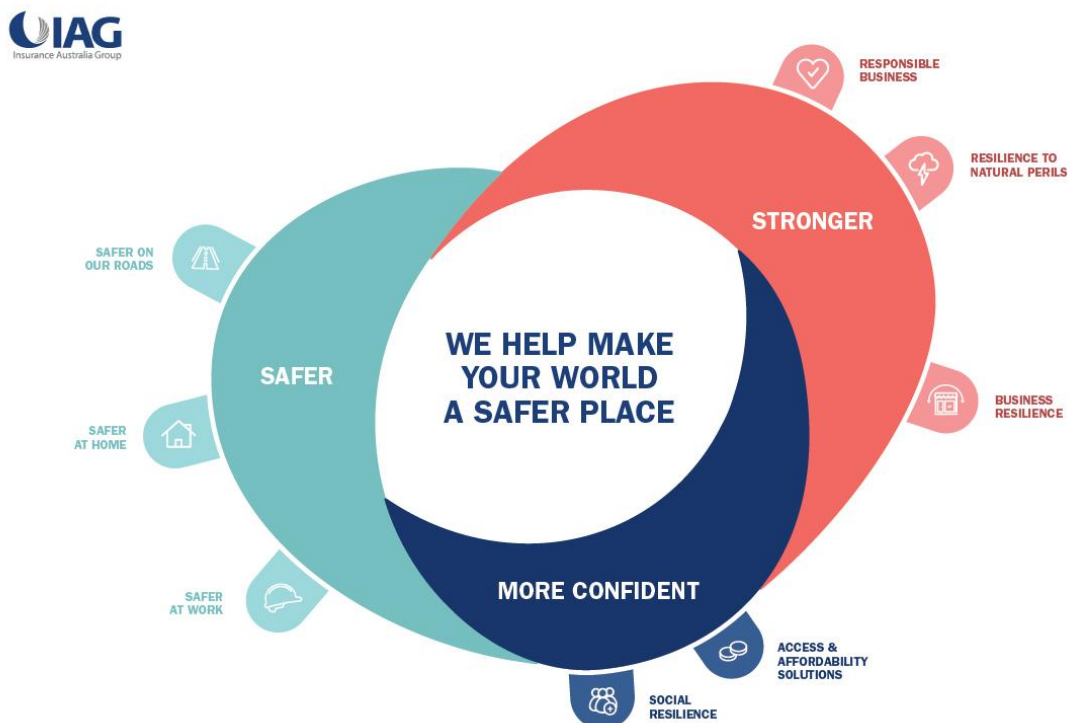 IAG
Insurance Australia Group
RESPONSIBLE
BUSINESS
RESILIENCE TO
NATURAL PERILS
STRONGER
SAFER ON
OUR ROADS
WE HELP MAKE
YOUR WORLD
A SAFER PLACE
SAFER
BUSINESS
RESILIENCE
SAFER
AT HOME
MORE CONFIDENT
SAFER
AT WORK
ACCESS &
AFFORDABILITY
SOLUTIONS
SOCIAL
RESILIENCE